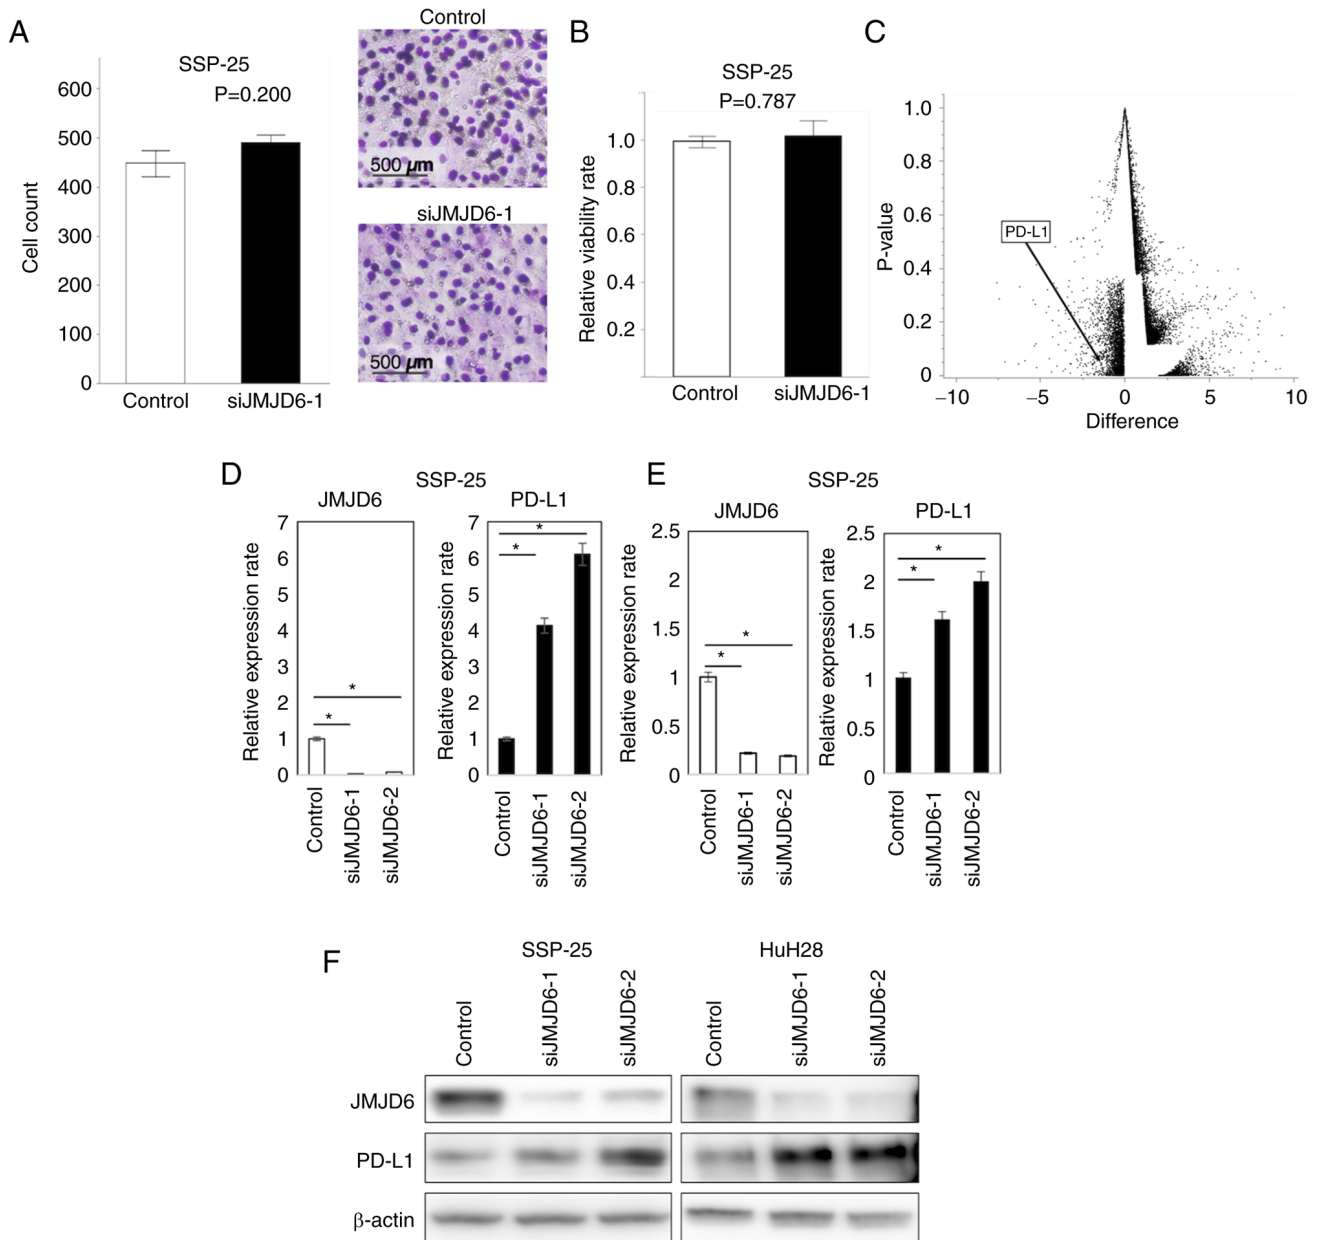 A
SSP-25
P=0.200
Cell count
600
500
400
300
200
100
0
Control
siJMJD6-1
Control
500 µm
siJMJD6-1
500 µm
B
SSP-25
P=0.787
Relative viability rate
1.0
0.8
0.6
0.4
0.2
Control
siJMJD6-1
C
P-value
1.0
0.8
0.6
0.4
0.2
0
PD-L1
−10
−5
0
5
10
Difference
D
SSP-25
JMJD6
Relative expression rate
7
6
5
4
3
2
1
0
*
*
Control
siJMJD6-1
siJMJD6-2
PD-L1
Relative expression rate
7
6
5
4
3
2
1
0
*
*
Control
siJMJD6-1
siJMJD6-2
E
SSP-25
JMJD6
Relative expression rate
2.5
2
1.5
1
0.5
0
*
*
Control
siJMJD6-1
siJMJD6-2
PD-L1
Relative expression rate
2.5
2
1.5
1
0.5
0
*
*
Control
siJMJD6-1
siJMJD6-2
F
SSP-25
HuH28
Control
siJMJD6-1
siJMJD6-2
Control
siJMJD6-1
siJMJD6-2
JMJD6
PD-L1
β-actin